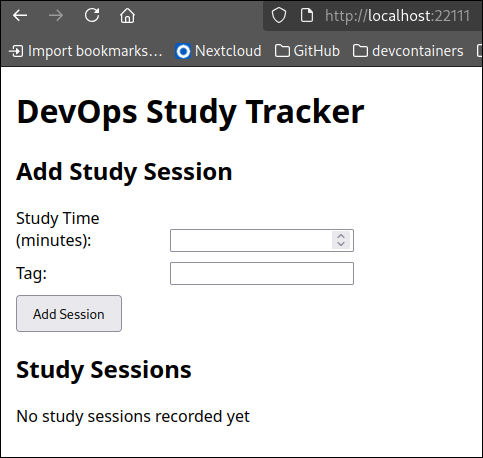 http://localhost:22111
Import bookmarks... Nextcloud GitHub devcontainers
DevOps Study Tracker
Add Study Session
Study Time
(minutes):
Tag:
Add Session
Study Sessions
No study sessions recorded yet